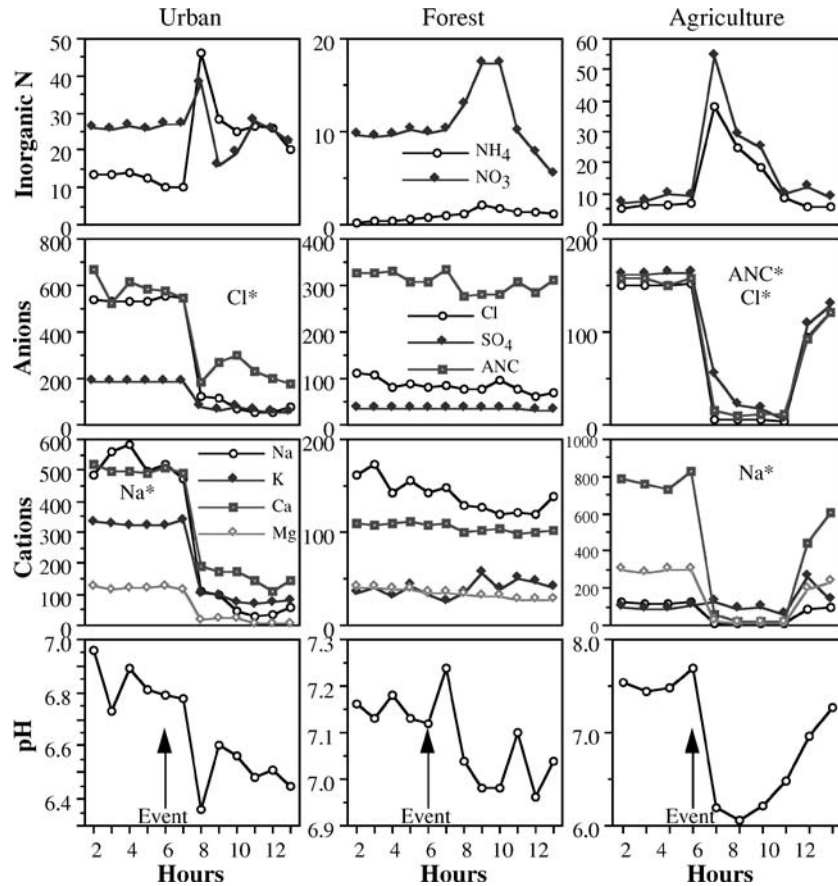 Urban Forest Agriculture
Inorganic N
50
40
30
20
10
0
20
10
0
NH4
NO3
60
50
40
30
20
10
0
Anions
800
600
400
200
0
Cl*
400
300
200
100
0
Cl
SO4
ANC
200
100
0
ANC*
Cl*
Cations
600
500
400
300
200
100
0
Na*
Na
K
Ca
Mg
200
100
0
1000
800
600
400
200
0
Na*
pH
7.0
6.8
6.6
6.4
Event
7.3
7.2
7.1
7.0
6.9
Event
8.0
7.0
6.0
Event
2 4 6 8 10 12
2 4 6 8 10 12
2 4 6 8 10 12
Hours Hours Hours